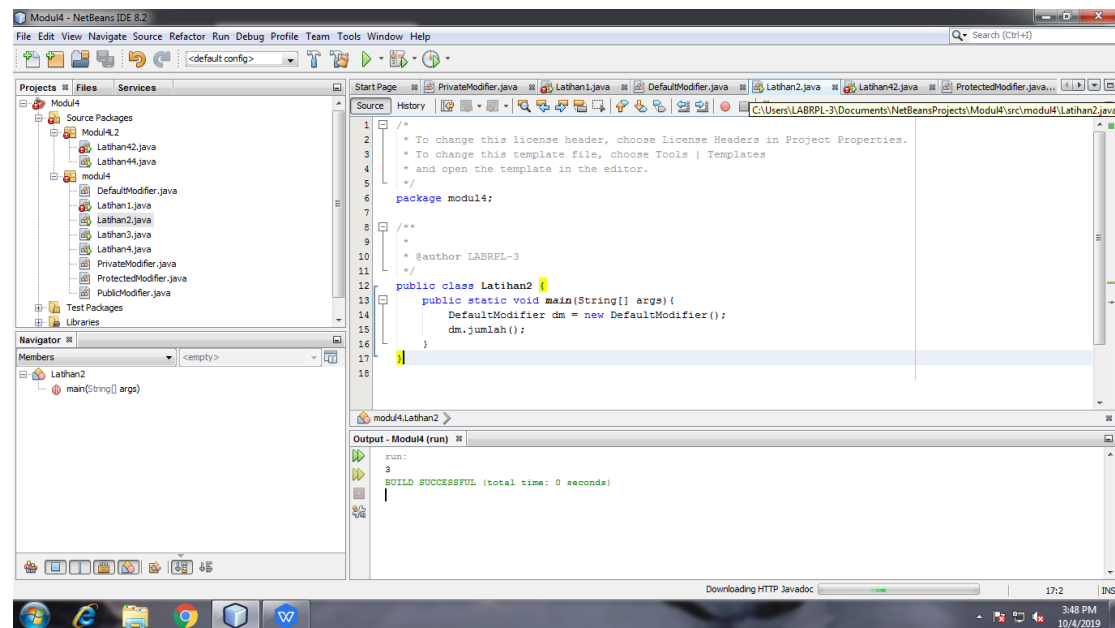 Modul4 - NetBeans IDE 8.2
File Edit View Navigate Source Refactor Run Debug Profile Team Tools Window Help
Search (Ctrl+I)
<default config>
Projects Files Services
Start Page PrivateModifier.java Latihan1.java DefaultModifier.java Latihan2.java Latihan42.java ProtectedModifier.java...
Source History
C:\Users\LABRPL-3\Documents\NetBeansProjects\Modul4\src\modul4\Latihan2.java
Modul4
Source Packages
Modul4L2
Latihan42.java
Latihan44.java
modul4
DefaultModifier.java
Latihan1.java
Latihan2.java
Latihan3.java
Latihan4.java
PrivateModifier.java
ProtectedModifier.java
PublicModifier.java
Test Packages
Libraries
1 /*
2 * To change this license header, choose License Headers in Project Properties.
3 * To change this template file, choose Tools | Templates
4 * and open the template in the editor.
5 */
6 package modul4;
7
8 /**
9 *
10 * @author LABRPL-3
11 */
12 public class Latihan2 {
13 public static void main(String[] args){
14 DefaultModifier dm = new DefaultModifier();
15 dm.jumlah();
16 }
17 }
18
Navigator
Members <empty>
Latihan2
main(String[] args)
modul4.Latihan2
Output - Modul4 (run)
run:
3
BUILD SUCCESSFUL (total time: 0 seconds)
Downloading HTTP Javadoc
17:2 INS
3:48 PM
10/4/2019